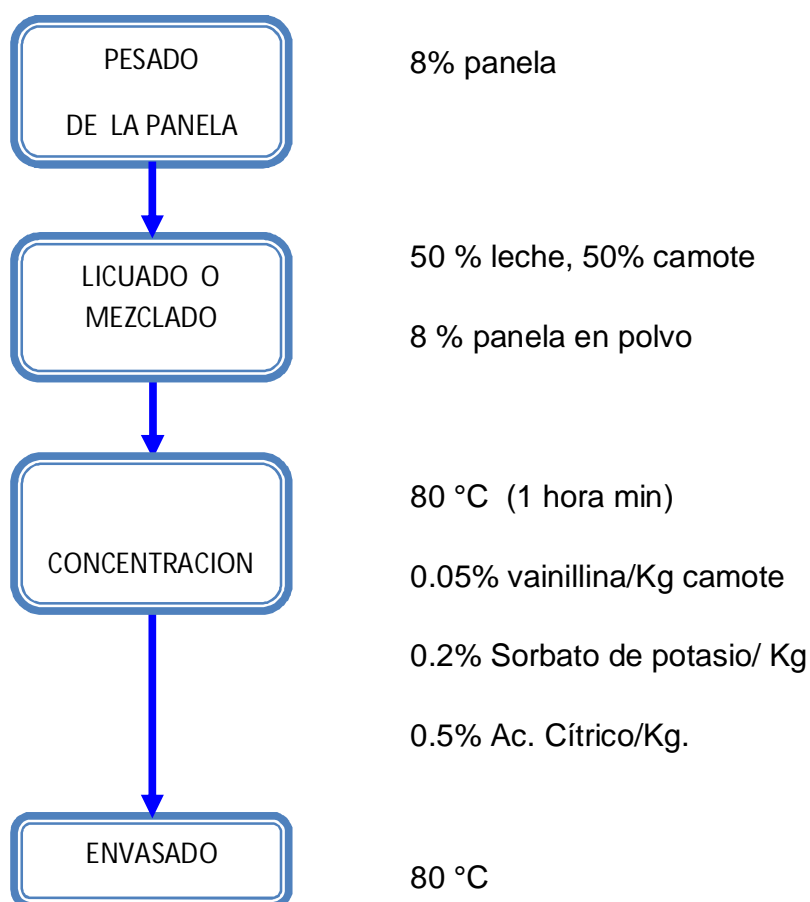 PESADO
DE LA PANELA
8% panela
LICUADO O
MEZCLADO
50 % leche, 50% camote
8 % panela en polvo
CONCENTRACION
80 °C (1 hora min)
0.05% vainillina/Kg camote
0.2% Sorbato de potasio/ Kg
0.5% Ac. Cítrico/Kg.
ENVASADO
80 °C